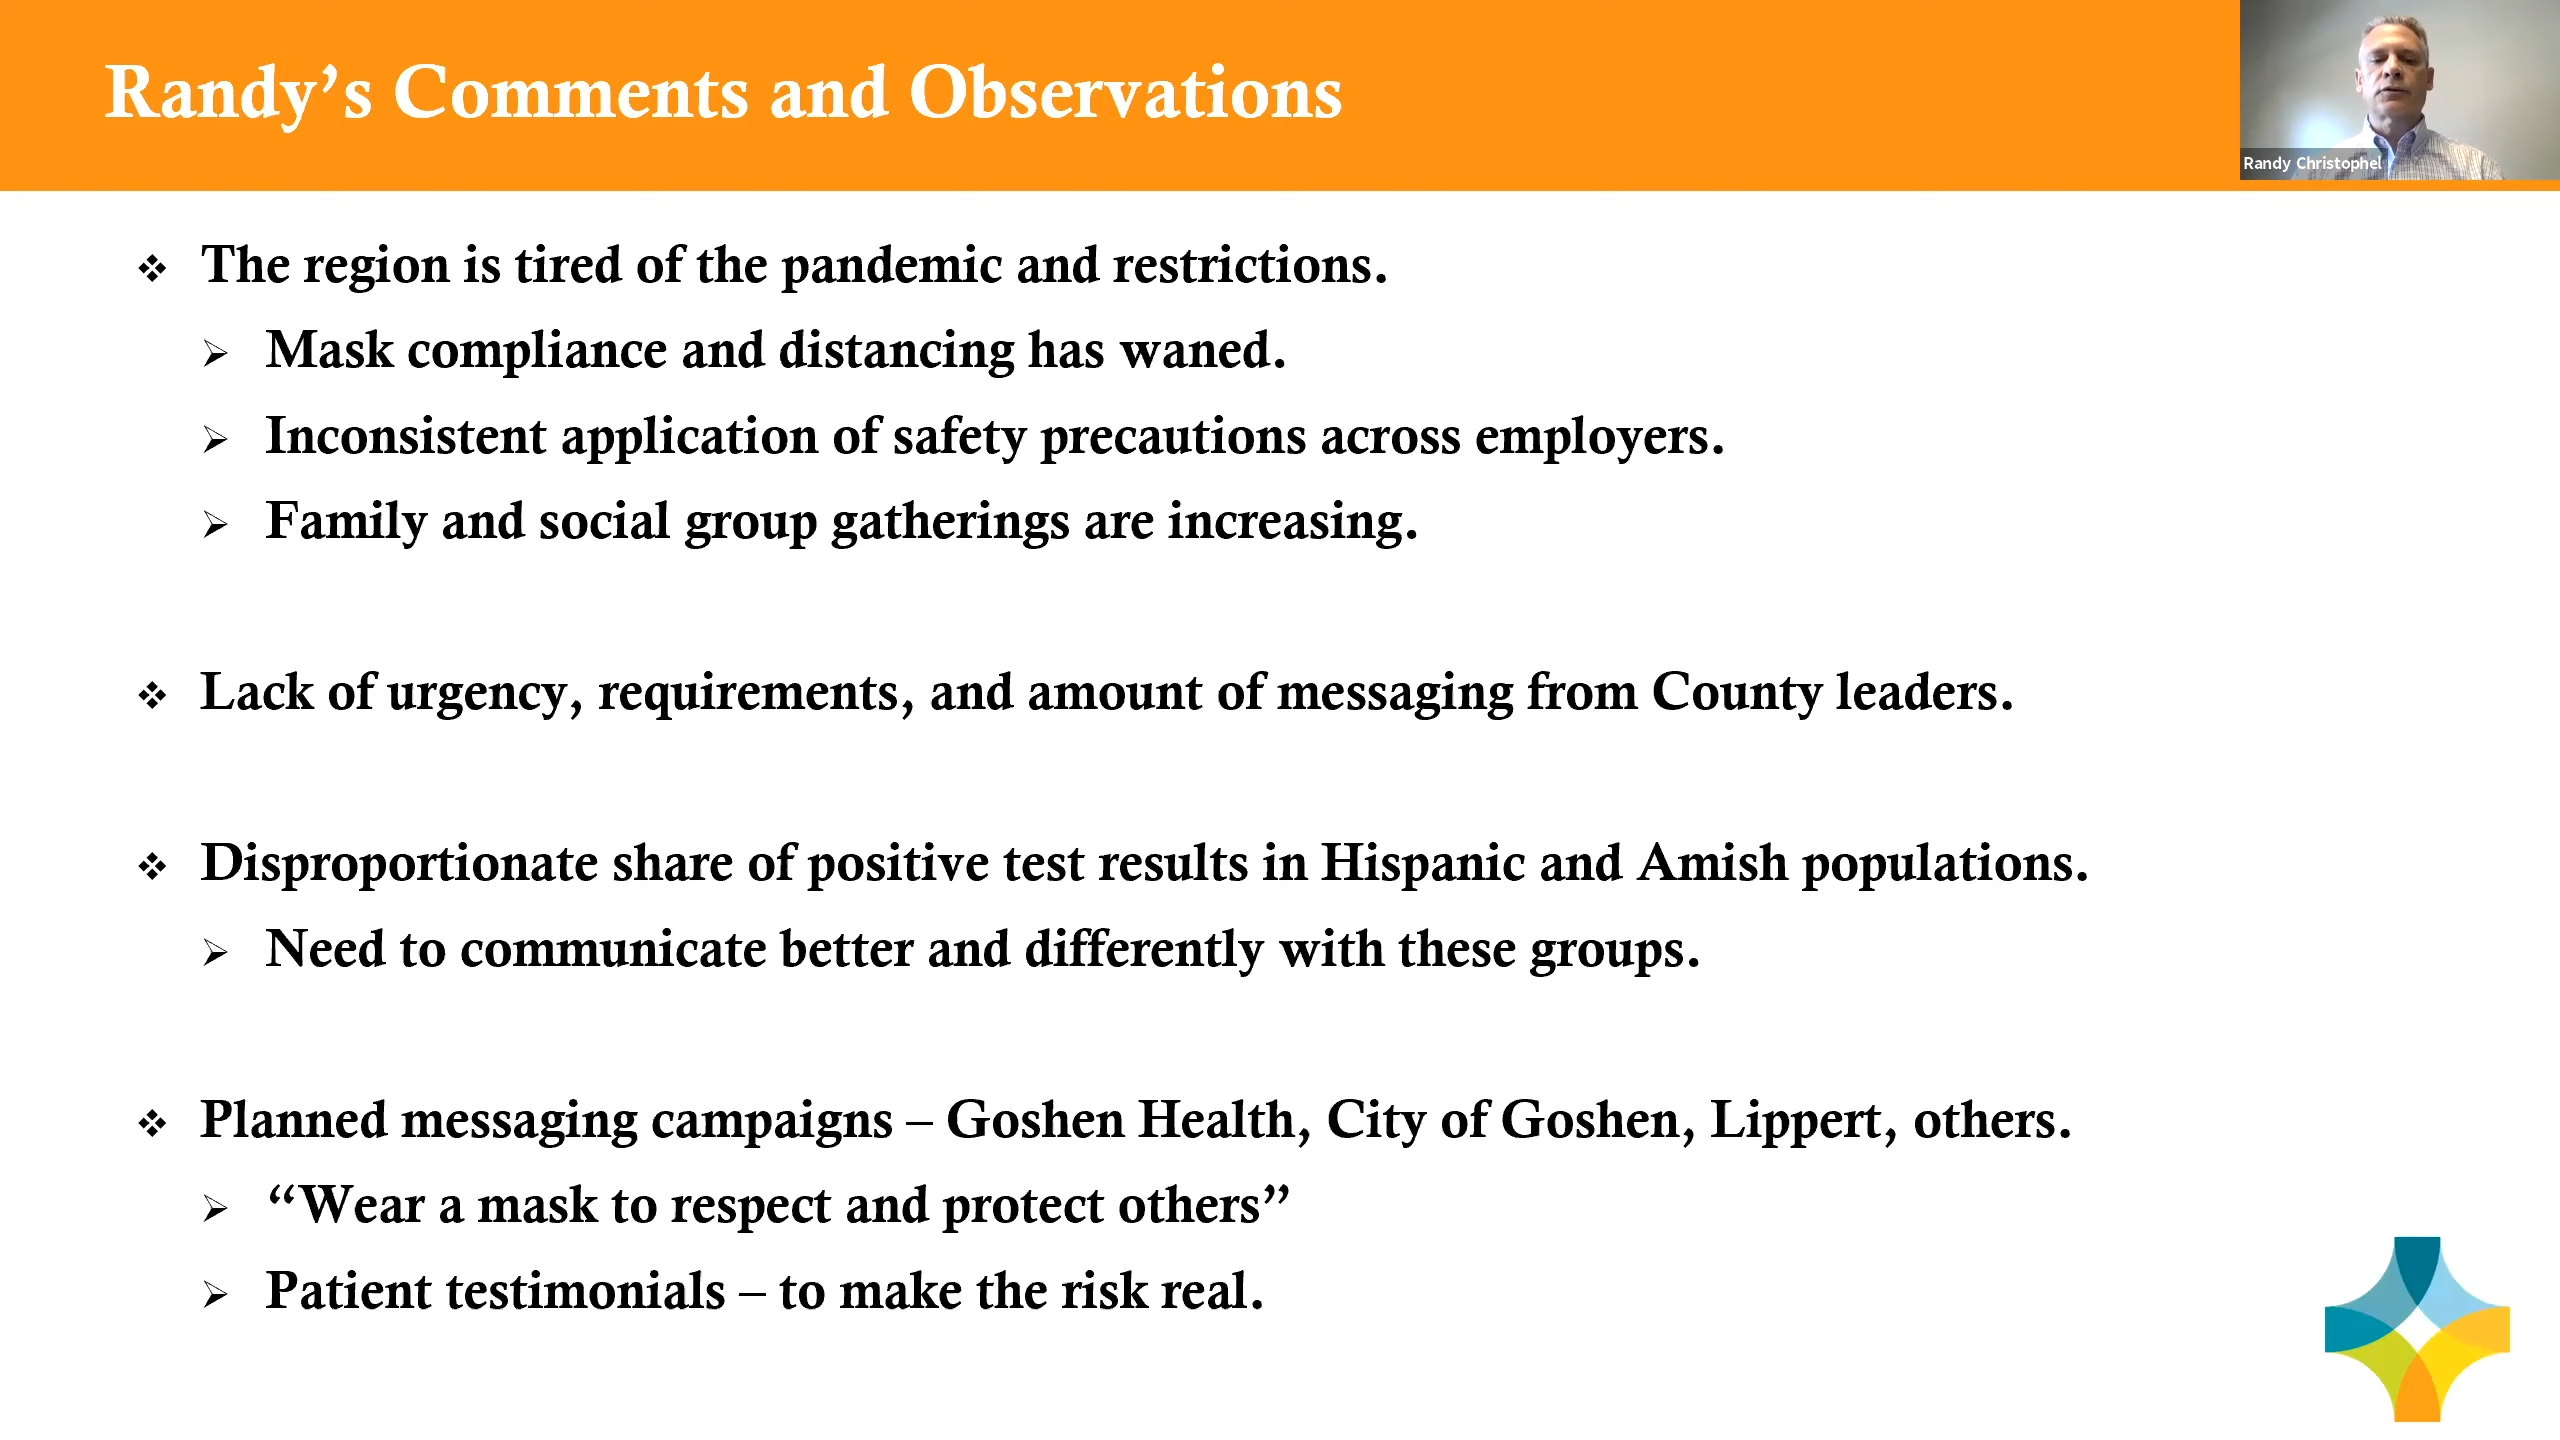 Randy’s Comments and Observations
Randy Christophel
❖ The region is tired of the pandemic and restrictions.
➢ Mask compliance and distancing has waned.
➢ Inconsistent application of safety precautions across employers.
➢ Family and social group gatherings are increasing.
❖ Lack of urgency, requirements, and amount of messaging from County leaders.
❖ Disproportionate share of positive test results in Hispanic and Amish populations.
➢ Need to communicate better and differently with these groups.
❖ Planned messaging campaigns – Goshen Health, City of Goshen, Lippert, others.
➢ “Wear a mask to respect and protect others”
➢ Patient testimonials – to make the risk real.